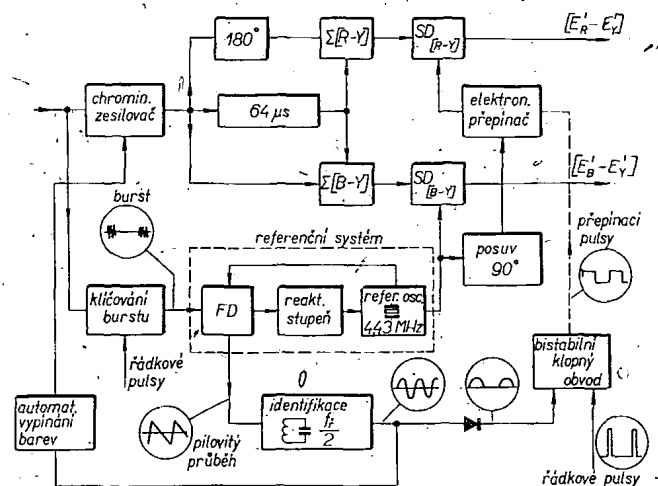 180°
Σ[R-Y]
SD
[R-Y]
[E'R-E'Y]
chromin.
zesilovač
64 µs
elektron.
přepínač
Σ[B-Y]
SD
[B-Y]
[E'B-E'Y]
burst
referenční systém
přepínací
pulsy
posuv
90°
klíčování
burstu
FD
reakt.
stupeň
refer. osc.
4,43 MHz
řádkové
pulsy
bistabilní
klopný
obvod
automat.
vypínání
barev
pilovitý
průběh
identifikace
fř
2
řádkové pulsy